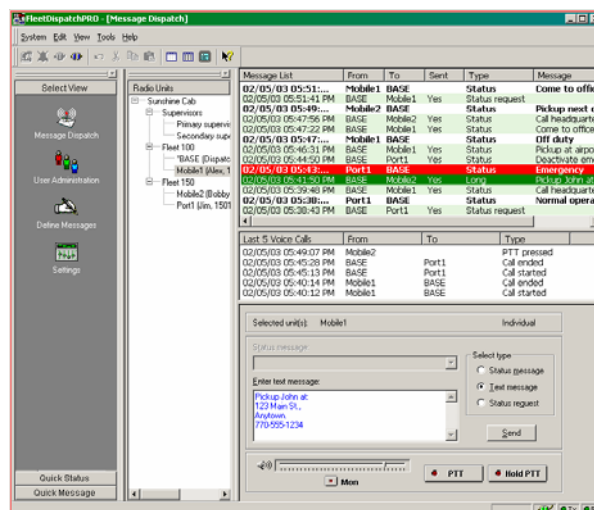 FleetDispatchPRO - [Message Dispatch]
System Edit View Tools Help
Select View
Message Dispatch
User Administration
Define Messages
Settings
Quick Status
Quick Message
Radio Units
Sunshine Cab
Supervisors
Primary supervi
Secondary supe
Fleet 100
*BASE (Dispatc
Mobile1 (Alex, 1
Fleet 150
Mobile2 (Bobby
Port1 (Jim, 1501
Message List From To Sent Type Message
02/05/03 05:51:... Mobile1 BASE Status Come to offic
02/05/03 05:51:41 PM BASE Mobile1 Yes Status request
02/05/03 05:49:... Mobile2 BASE Status Pickup next c
02/05/03 05:47:56 PM BASE Mobile2 Yes Status Call headquarte
02/05/03 05:47:22 PM BASE Mobile1 Yes Status Come to office
02/05/03 05:47:... Mobile1 BASE Status Off duty
02/05/03 05:46:31 PM BASE Mobile1 Yes Status Pickup at airpo
02/05/03 05:44:50 PM BASE Port1 Yes Status Deactivate eme
02/05/03 05:43:... Port1 BASE Status Emergency
02/05/03 05:41:50 PM BASE Mobile2 Yes Long Pickup John at
02/05/03 05:39:48 PM BASE Mobile1 Yes Status Call headquarte
02/05/03 05:38:... Port1 BASE Status Normal opera
02/05/03 05:38:43 PM BASE Port1 Yes Status request
Last 5 Voice Calls From To Type
02/05/03 05:49:07 PM Mobile2 PTT pressed
02/05/03 05:45:28 PM BASE Port1 Call ended
02/05/03 05:45:13 PM BASE Port1 Call started
02/05/03 05:40:14 PM Mobile1 BASE Call ended
02/05/03 05:40:12 PM Mobile1 BASE Call started
Selected unit(s): Mobile1 Individual
Status message:
Enter text message:
Pickup John at:
123 Main St.,
Anytown.
770-555-1234
Select type
Status message
Text message
Status request
Send
Mon
PTT
Hold PTT